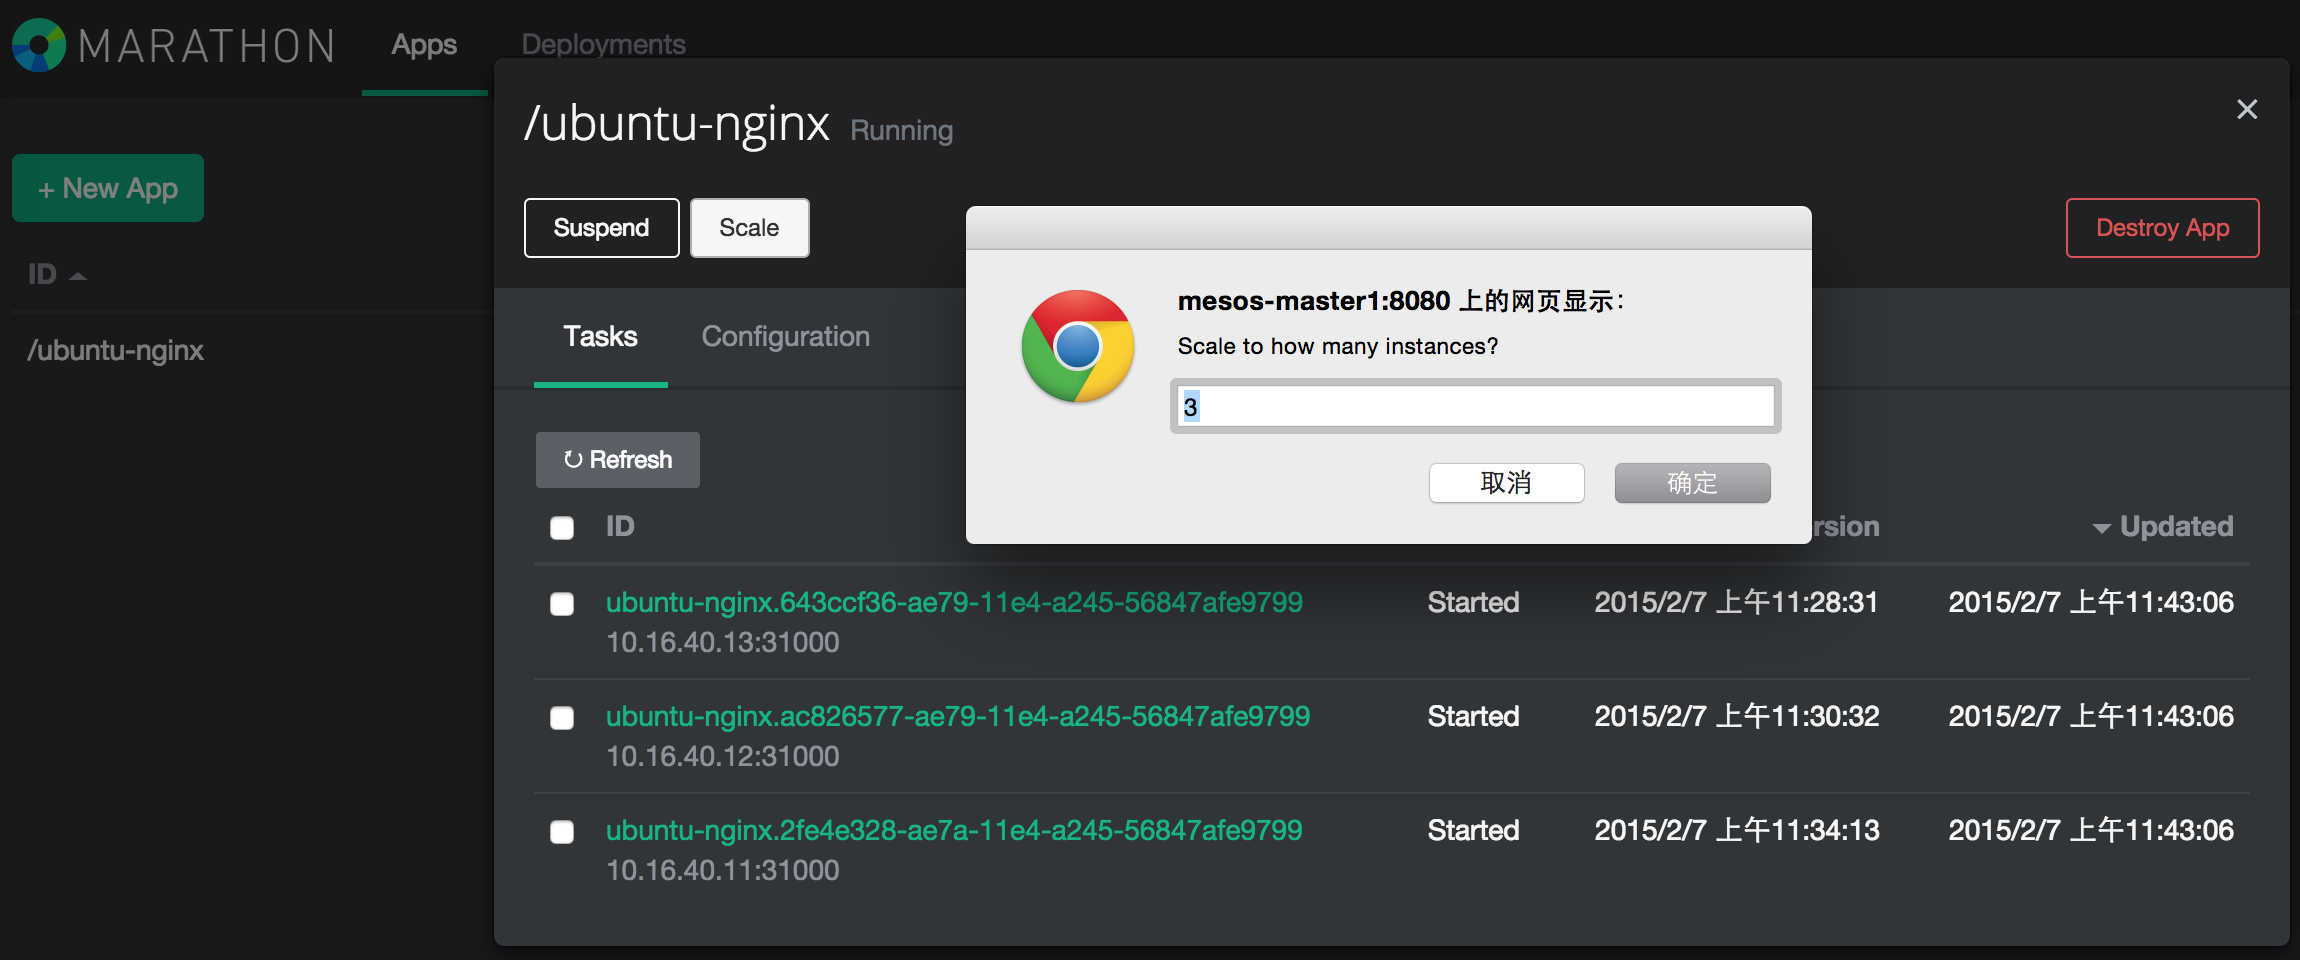 MARATHON Apps Deployments
/ubuntu-nginx Running
+ New App
Suspend Scale Destroy App
ID
/ubuntu-nginx
mesos-master1:8080 上的网页显示：
Scale to how many instances?
3
取消 确定
Tasks Configuration
Refresh
ID rsion Updated
ubuntu-nginx.643ccf36-ae79-11e4-a245-56847afe9799 Started 2015/2/7 上午11:28:31 2015/2/7 上午11:43:06
10.16.40.13:31000
ubuntu-nginx.ac826577-ae79-11e4-a245-56847afe9799 Started 2015/2/7 上午11:30:32 2015/2/7 上午11:43:06
10.16.40.12:31000
ubuntu-nginx.2fe4e328-ae7a-11e4-a245-56847afe9799 Started 2015/2/7 上午11:34:13 2015/2/7 上午11:43:06
10.16.40.11:31000